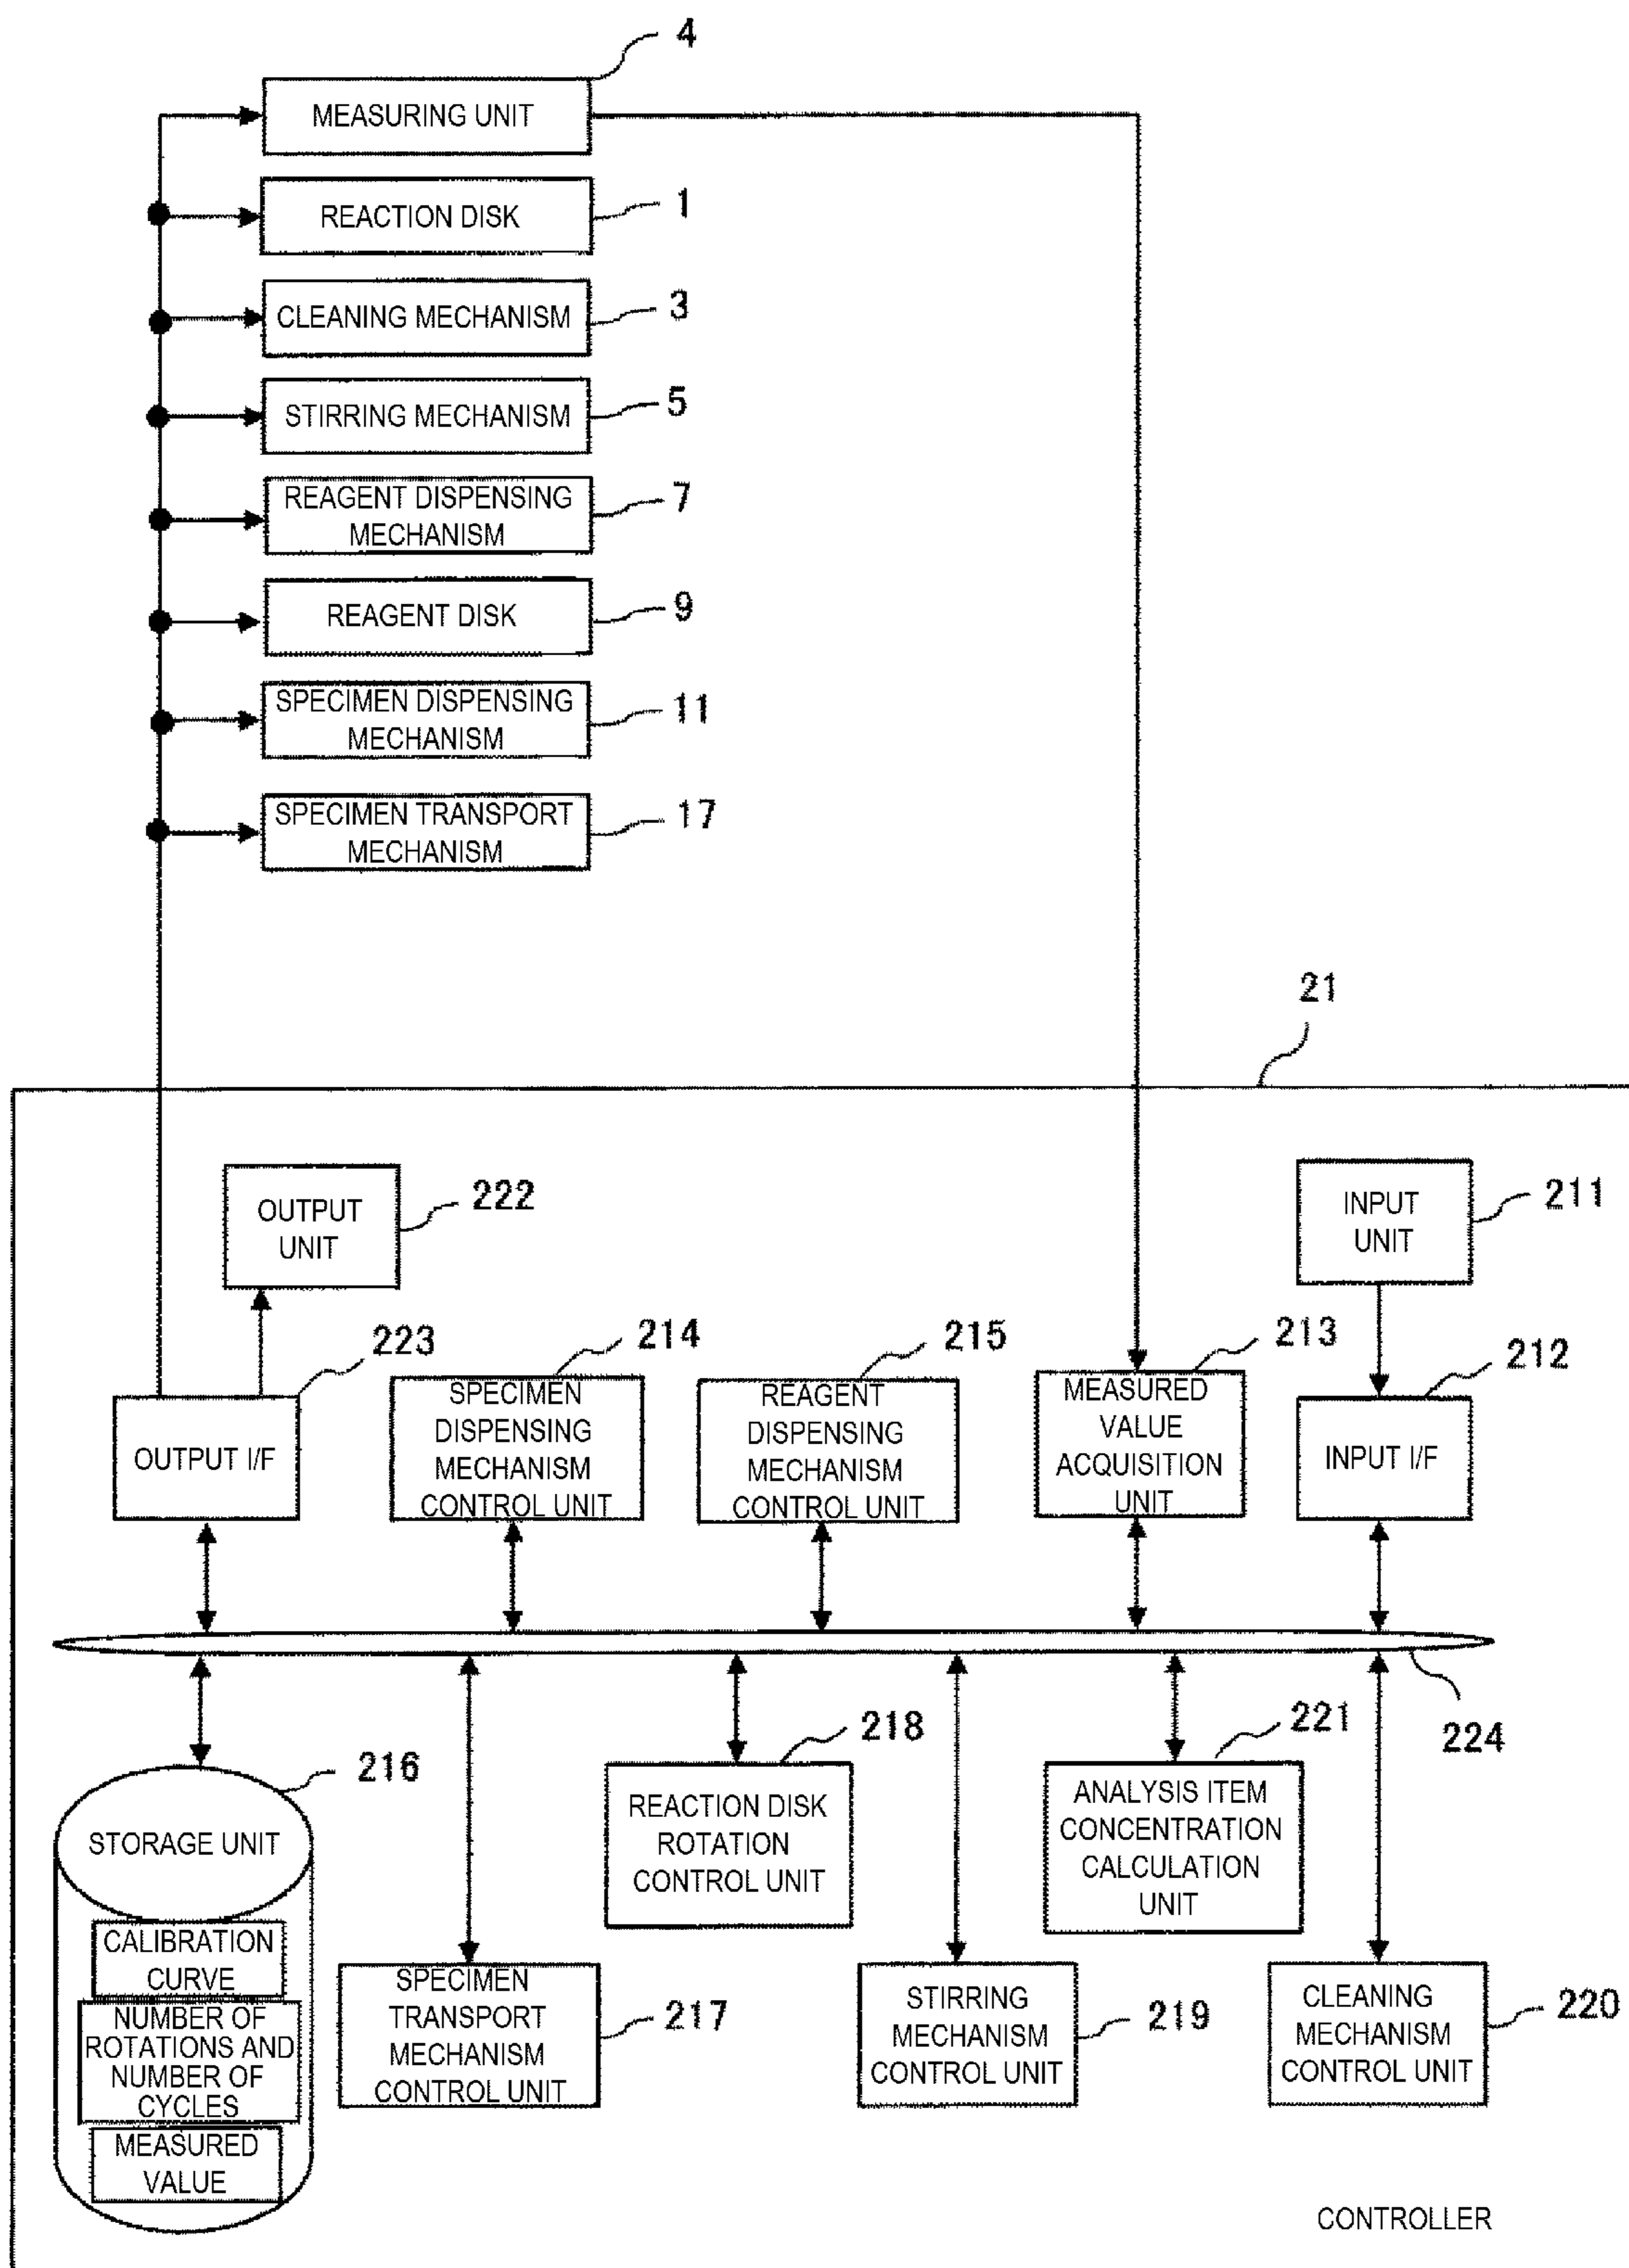 4
MEASURING UNIT
1
REACTION DISK
3
CLEANING MECHANISM
5
STIRRING MECHANISM
7
REAGENT DISPENSING
MECHANISM
9
REAGENT DISK
11
SPECIMEN DISPENSING
MECHANISM
17
SPECIMEN TRANSPORT
MECHANISM
21
OUTPUT
UNIT
222
INPUT
UNIT
211
223
OUTPUT I/F
214
SPECIMEN
DISPENSING
MECHANISM
CONTROL UNIT
215
REAGENT
DISPENSING
MECHANISM
CONTROL UNIT
213
MEASURED
VALUE
ACQUISITION
UNIT
212
INPUT I/F
224
216
STORAGE UNIT
CALIBRATION
CURVE
NUMBER OF
ROTATIONS AND
NUMBER OF
CYCLES
MEASURED
VALUE
SPECIMEN
TRANSPORT
MECHANISM
CONTROL UNIT
217
218
REACTION DISK
ROTATION
CONTROL UNIT
STIRRING
MECHANISM
CONTROL UNIT
219
221
ANALYSIS ITEM
CONCENTRATION
CALCULATION
UNIT
CLEANING
MECHANISM
CONTROL UNIT
220
CONTROLLER